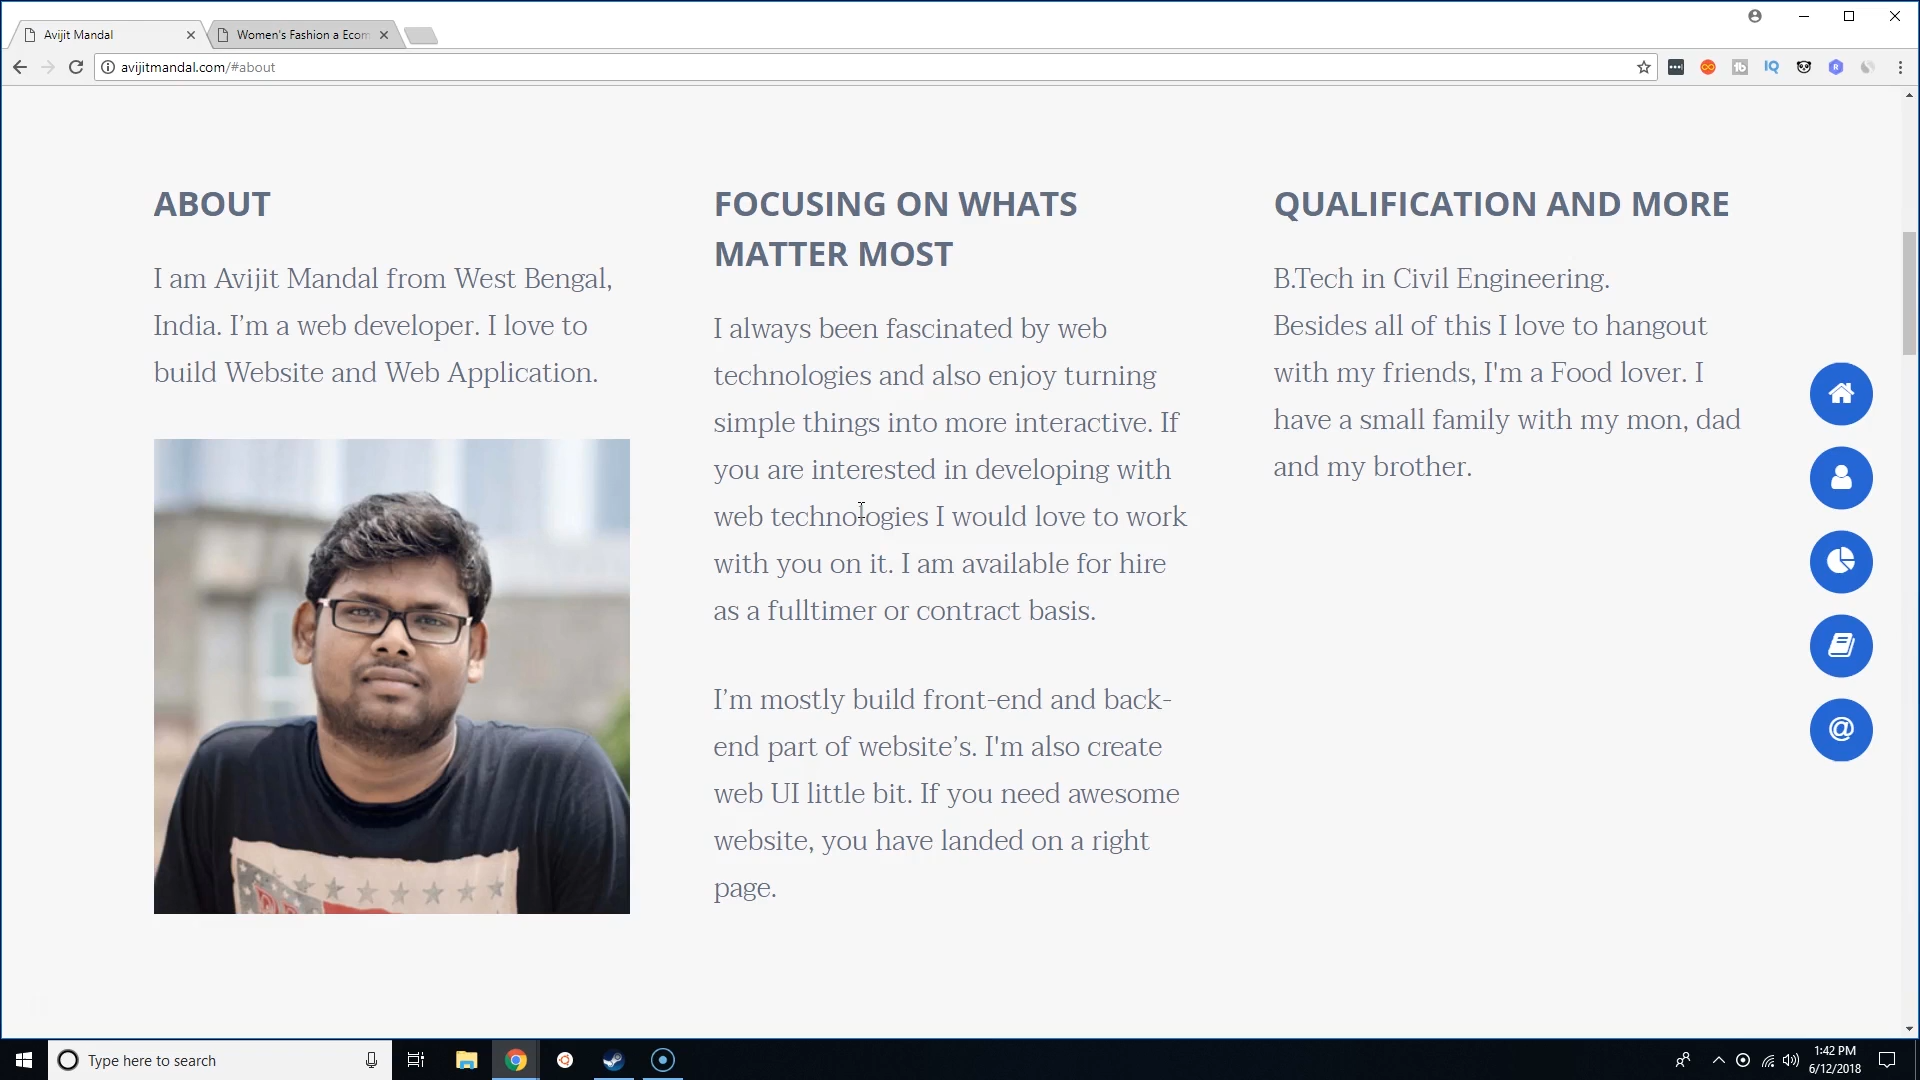 Avijit Mandal
Women's Fashion a Ecom
avijitmandal.com/#about
ABOUT
I am Avijit Mandal from West Bengal,
India. I’m a web developer. I love to
build Website and Web Application.
FOCUSING ON WHATS
MATTER MOST
I always been fascinated by web
technologies and also enjoy turning
simple things into more interactive. If
you are interested in developing with
web technologies I would love to work
with you on it. I am available for hire
as a fulltimer or contract basis.
I’m mostly build front-end and back-
end part of website’s. I'm also create
web UI little bit. If you need awesome
website, you have landed on a right
page.
QUALIFICATION AND MORE
B.Tech in Civil Engineering.
Besides all of this I love to hangout
with my friends, I'm a Food lover. I
have a small family with my mon, dad
and my brother.
Type here to search
1:42 PM
6/12/2018